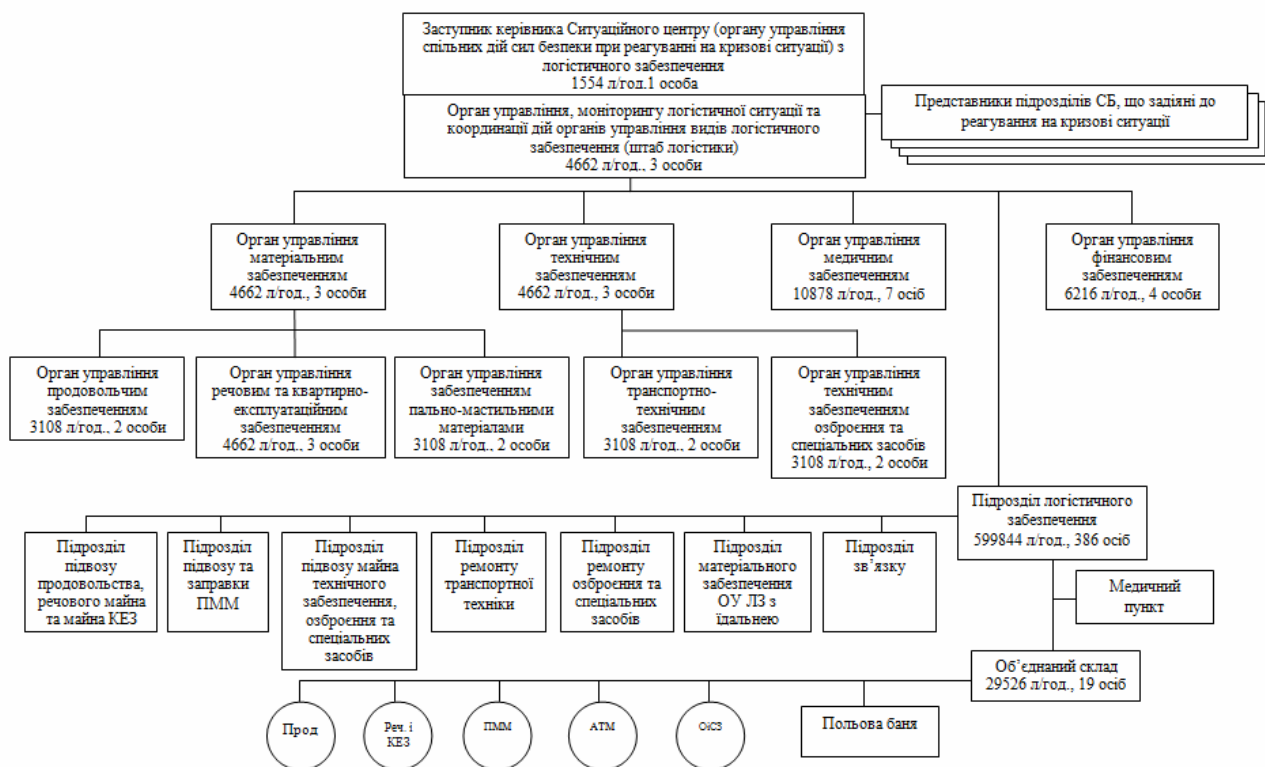 Заступник керівника Ситуаційного центру (органу управління
спільних дій сил безпеки при реагуванні на кризові ситуації) з
логістичного забезпечення
1554 л/год.1 особа
Орган управління, моніторингу логістичної ситуації та
координації дій органів управління видів логістичного
забезпечення (штаб логістики)
4662 л/год., 3 особи
Представники підрозділів СБ, що задіяні до
реагування на кризові ситуації
Орган управління
матеріальним
забезпеченням
4662 л/год., 3 особи
Орган управління
технічним
забезпеченням
4662 л/год., 3 особи
Орган управління
медичним
забезпеченням
10878 л/год., 7 осіб
Орган управління
фінансовим
забезпеченням
6216 л/год., 4 особи
Орган управління
продовольчим
забезпеченням
3108 л/год., 2 особи
Орган управління
речовим та квартирно-
експлуатаційним
забезпеченням
4662 л/год., 3 особи
Орган управління
забезпеченням
пально-мастильними
матеріалами
3108 л/год., 2 особи
Орган управління
транспортно-
технічним
забезпеченням
3108 л/год., 2 особи
Орган управління
технічним
забезпеченням
озброєння та
спеціальних засобів
3108 л/год., 2 особи
Підрозділ логістичного
забезпечення
599844 л/год., 386 осіб
Підрозділ
підвозу
продовольства,
речового майна
та майна КЕЗ
Підрозділ
підвозу та
заправки
ПММ
Підрозділ
підвозу майна
технічного
забезпечення,
озброєння та
спеціальних
засобів
Підрозділ
ремонту
транспортної
техніки
Підрозділ
ремонту
озброєння та
спеціальних
засобів
Підрозділ
матеріального
забезпечення
ОУ ЛЗ з
їдальнею
Підрозділ
зв’язку
Медичний
пункт
Об’єднаний склад
29526 л/год., 19 осіб
Прод
Реч. і
КЕЗ
ПММ
АТМ
ОіСЗ
Польова баня